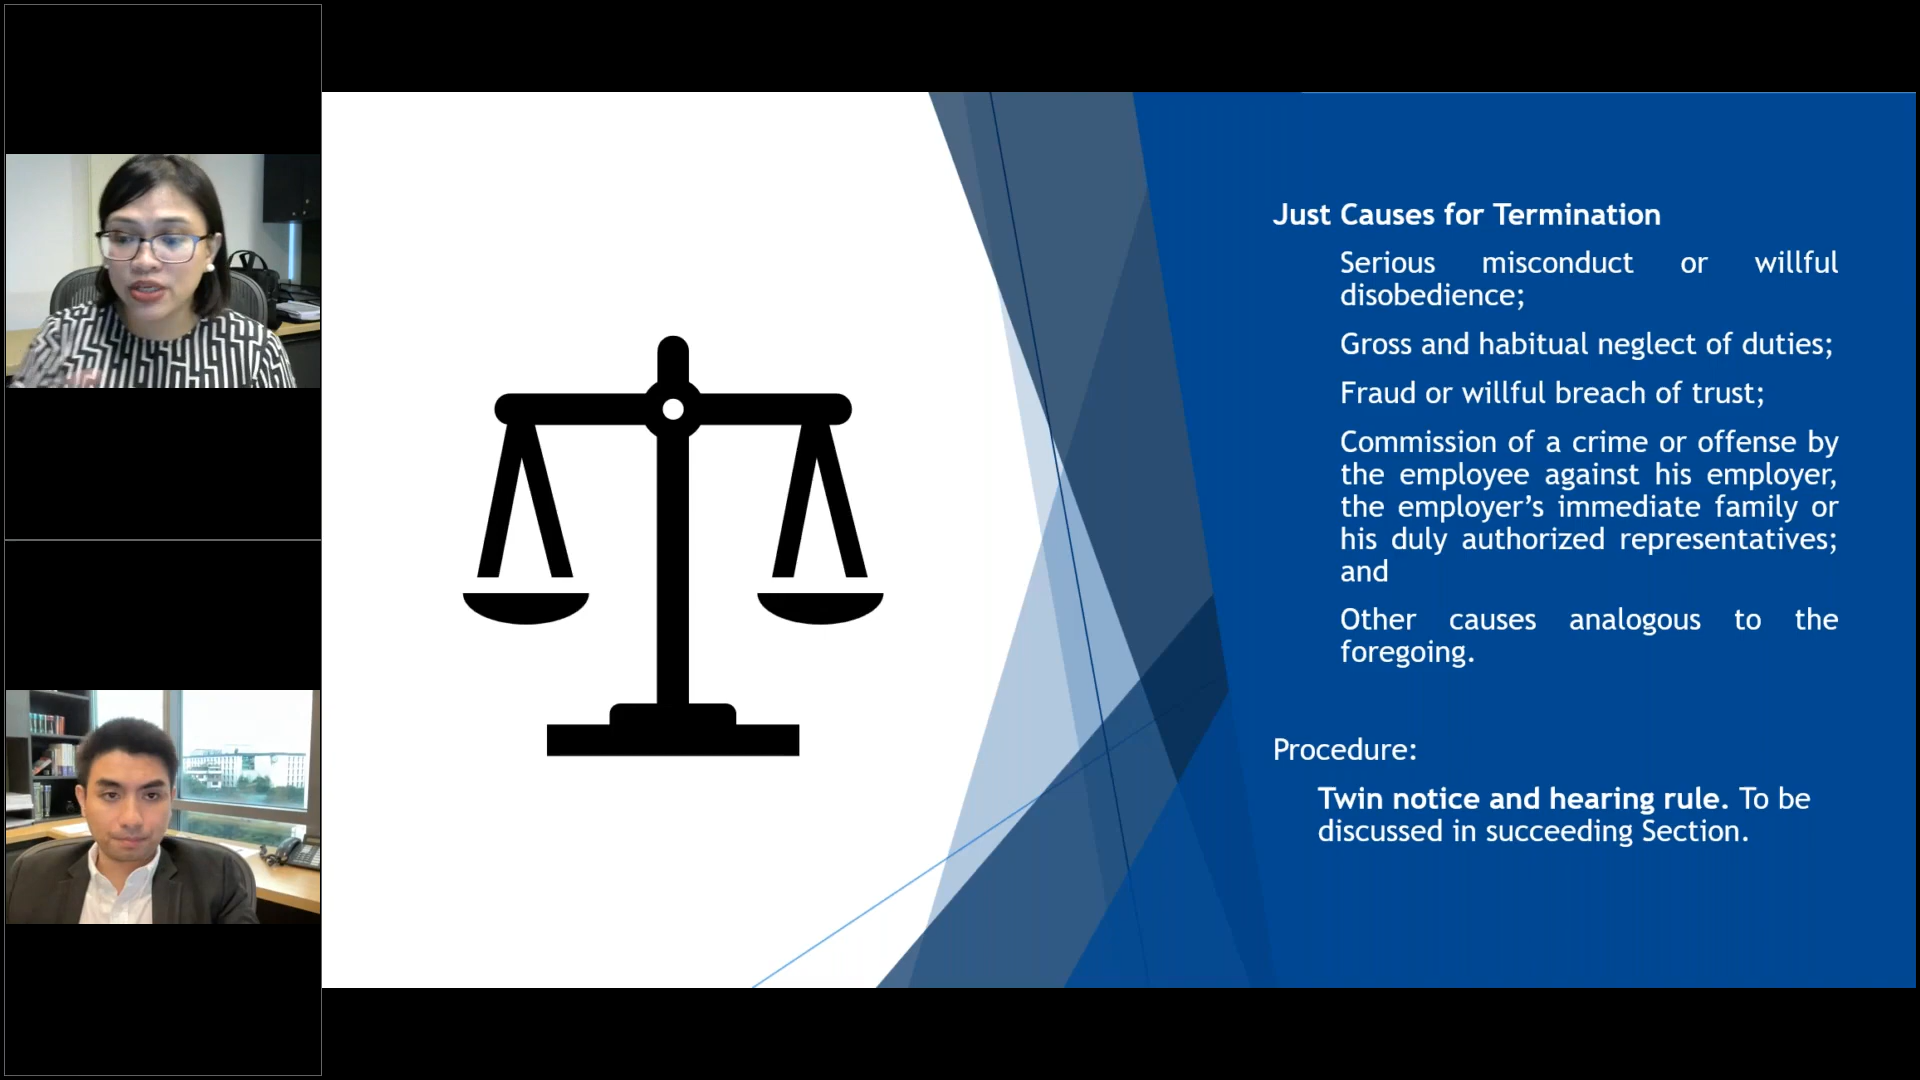 Just Causes for Termination
Serious misconduct or willful
disobedience;
Gross and habitual neglect of duties;
Fraud or willful breach of trust;
Commission of a crime or offense by
the employee against his employer,
the employer’s immediate family or
his duly authorized representatives;
and
Other causes analogous to the
foregoing.
Procedure:
Twin notice and hearing rule. To be
discussed in succeeding Section.